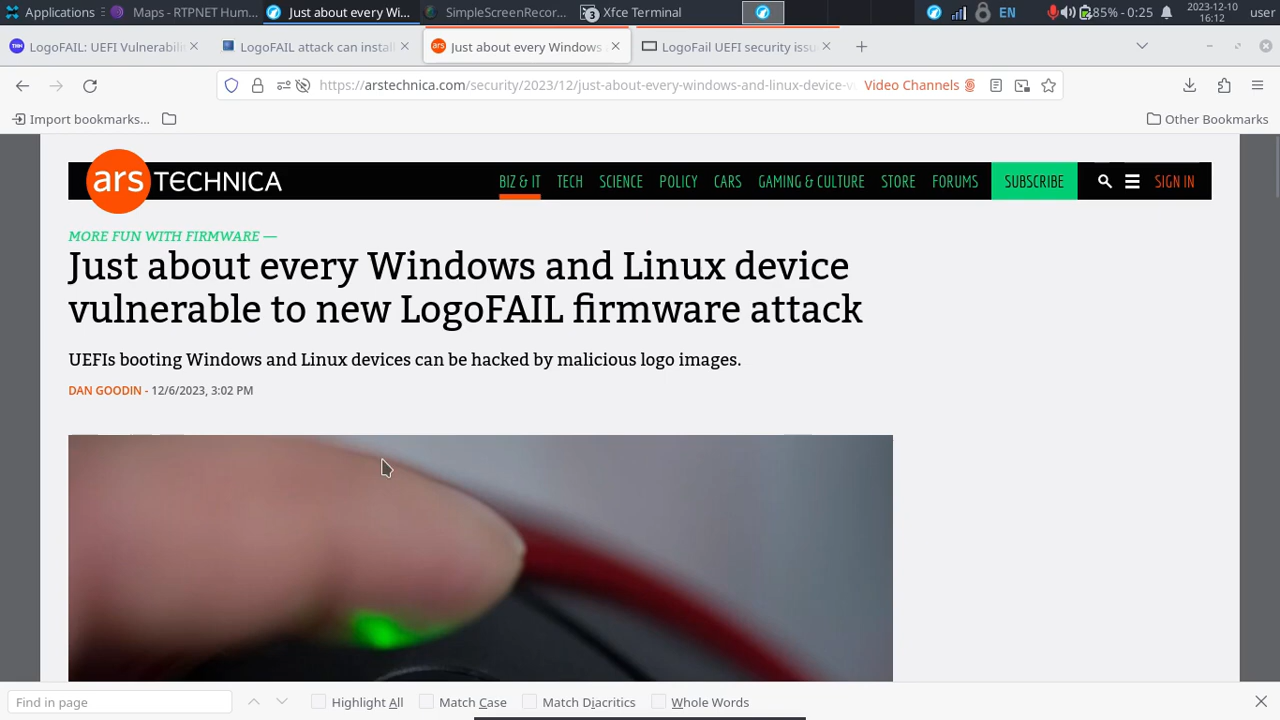 Applications
Maps - RTPNET Hum...
Just about every Wi...
SimpleScreenRecor...
3 Xfce Terminal
EN
85% - 0:25
2023-12-10
16:12
user
LogoFAIL: UEFI Vulnerabi
LogoFAIL attack can instal
Just about every Windows
LogoFail UEFI security issu
https://arstechnica.com/security/2023/12/just-about-every-windows-and-linux-device-v
Video Channels
Import bookmarks...
Other Bookmarks
ars TECHNICA
BIZ & IT
TECH
SCIENCE
POLICY
CARS
GAMING & CULTURE
STORE
FORUMS
SUBSCRIBE
SIGN IN
MORE FUN WITH FIRMWARE —
Just about every Windows and Linux device
vulnerable to new LogoFAIL firmware attack
UEFIs booting Windows and Linux devices can be hacked by malicious logo images.
DAN GOODIN - 12/6/2023, 3:02 PM
Find in page
Highlight All
Match Case
Match Diacritics
Whole Words